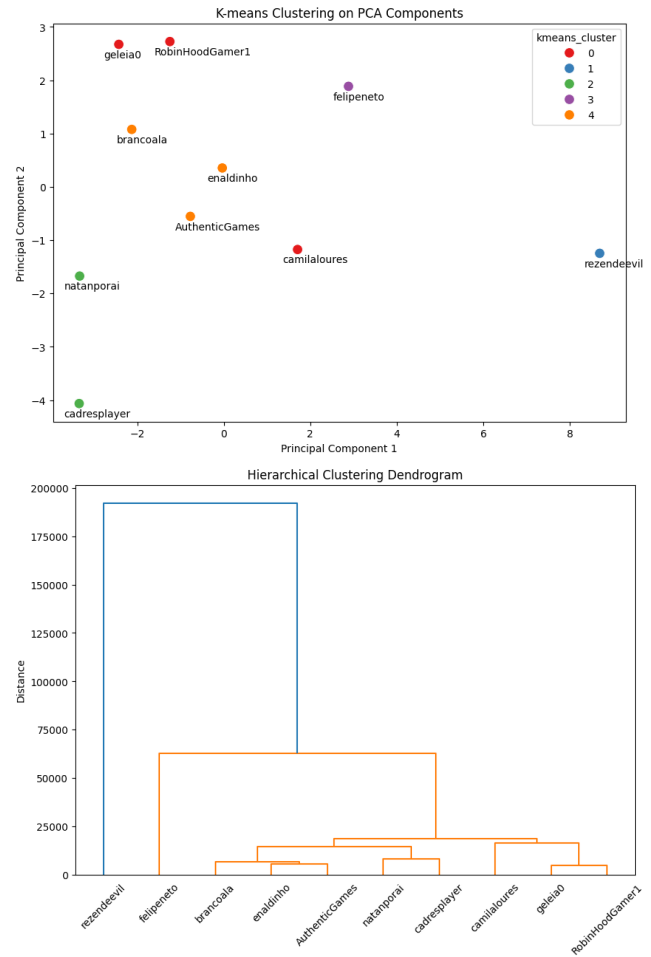 K-means Clustering on PCA Components
Principal Component 2
3
2
1
0
−1
−2
−3
−4
geleia0
RobinHoodGamer1
felipeneto
brancoala
enaldinho
AuthenticGames
camilaloures
rezendeevil
natanporai
cadresplayer
kmeans_cluster
0
1
2
3
4
−2
0
2
4
6
8
Principal Component 1
Hierarchical Clustering Dendrogram
Distance
200000
175000
150000
125000
100000
75000
50000
25000
0
rezendeevil
felipeneto
brancoala
enaldinho
AuthenticGames
natanporai
cadresplayer
camilaloures
geleia0
RobinHoodGamer1